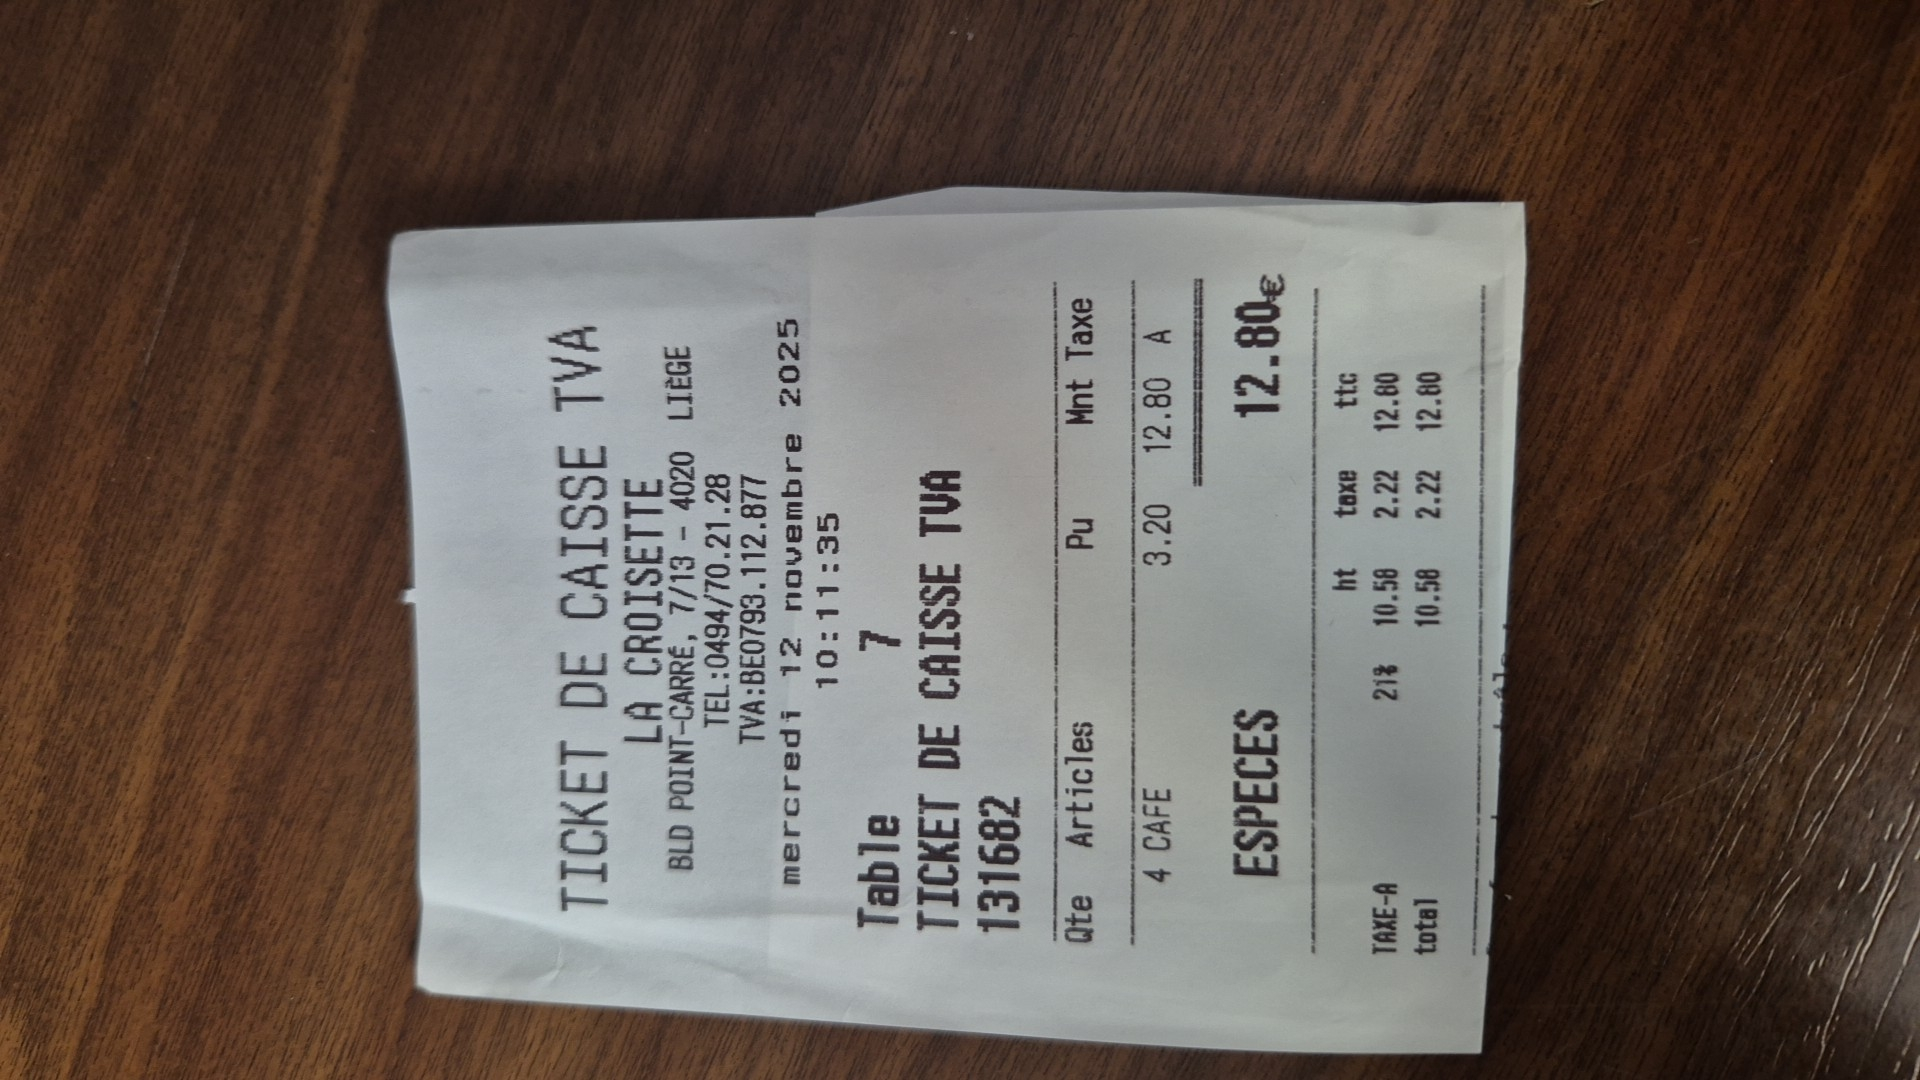 TICKET DE CAISSE TVA
LA CROISETTE
BLD POINT-CARRÉ, 7/13 - 4020 LIÈGE
TEL:0494/70.21.28
TVA:BE0793.112.877
mercredi 12 novembre 2025
10:11:35
Table 7
TICKET DE CAISSE TVA
131682
Qte Articles Pu Mnt Taxe
4 CAFE 3.20 12.80 A
ESPECES 12.80€
ht taxe ttc
TAXE-A 21% 10.58 2.22 12.80
total 10.58 2.22 12.80